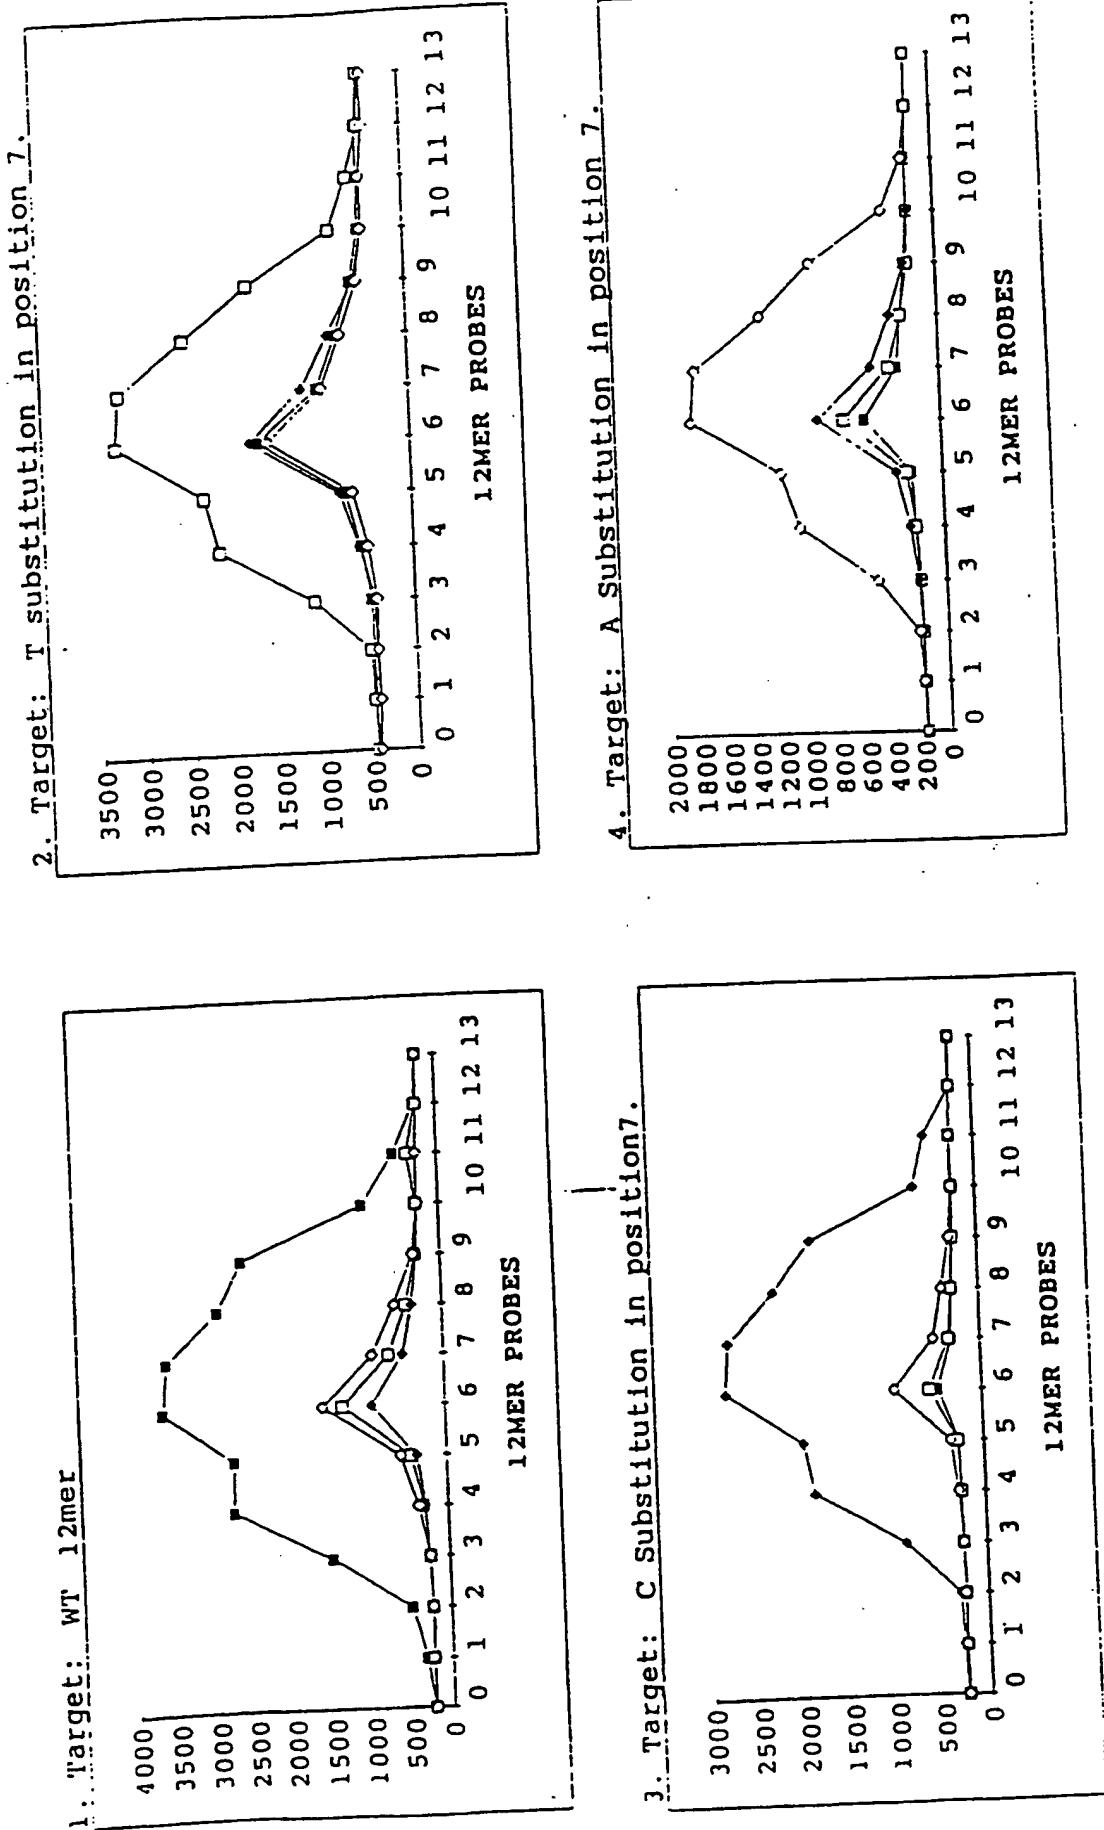 1. Target: WT 12mer
4000
3500
3000
2500
2000
1500
1000
500
0
0 1 2 3 4 5 6 7 8 9 10 11 12 13
12MER PROBES
2. Target: T substitution in position 7.
3500
3000
2500
2000
1500
1000
500
0
0 1 2 3 4 5 6 7 8 9 10 11 12 13
12MER PROBES
3. Target: C Substitution in position7.
3000
2500
2000
1500
1000
500
0
0 1 2 3 4 5 6 7 8 9 10 11 12 13
12MER PROBES
4. Target: A Substitution in position 7.
2000
1800
1600
1400
1200
1000
800
600
400
200
0
0 1 2 3 4 5 6 7 8 9 10 11 12 13
12MER PROBES